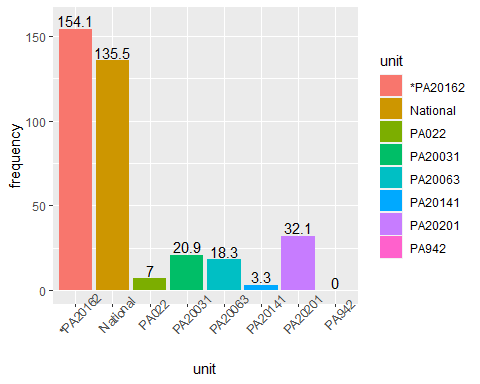 154.1
135.5
7
20.9
18.3
3.3
32.1
0
150
100
50
0
frequency
*PA20162
National
PA022
PA20031
PA20063
PA20141
PA20201
PA942
unit
unit
*PA20162
National
PA022
PA20031
PA20063
PA20141
PA20201
PA942